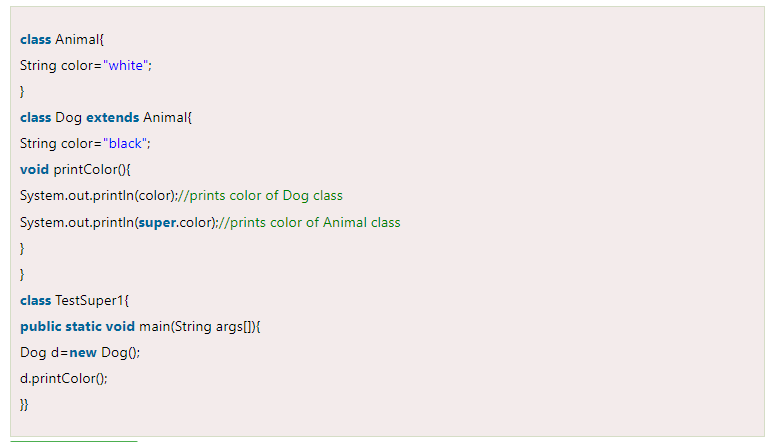 class Animal{
String color="white";
}
class Dog extends Animal{
String color="black";
void printColor(){
System.out.println(color);//prints color of Dog class
System.out.println(super.color);//prints color of Animal class
}
}
class TestSuper1{
public static void main(String args[]){
Dog d=new Dog();
d.printColor();
}}